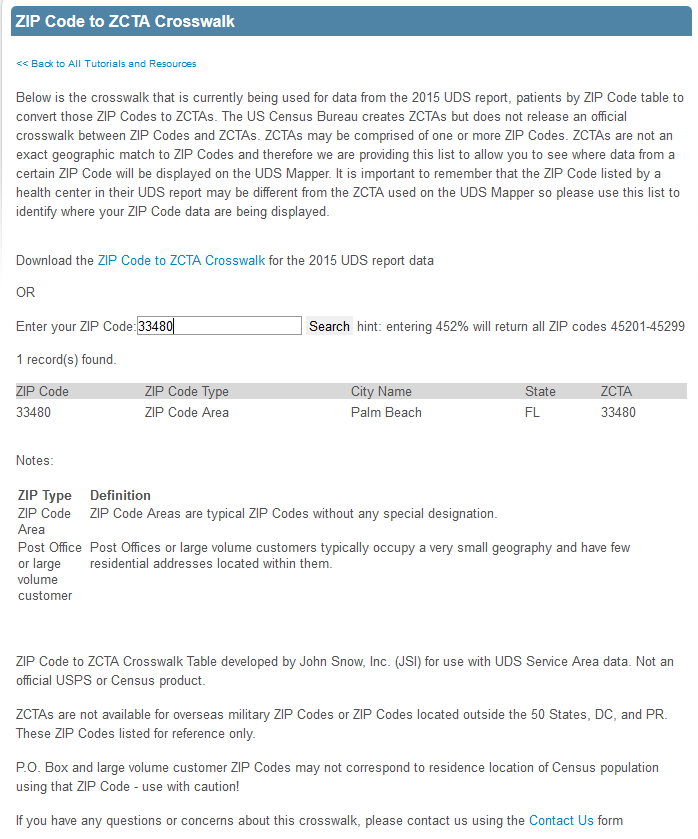 ZIP Code to ZCTA Crosswalk
<< Back to All Tutorials and Resources
Below is the crosswalk that is currently being used for data from the 2015 UDS report, patients by ZIP Code table to
convert those ZIP Codes to ZCTAs. The US Census Bureau creates ZCTAs but does not release an official
crosswalk between ZIP Codes and ZCTAs. ZCTAs may be comprised of one or more ZIP Codes. ZCTAs are not an
exact geographic match to ZIP Codes and therefore we are providing this list to allow you to see where data from a
certain ZIP Code will be displayed on the UDS Mapper. It is important to remember that the ZIP Code listed by a
health center in their UDS report may be different from the ZCTA used on the UDS Mapper so please use this list to
identify where your ZIP Code data are being displayed.
Download the ZIP Code to ZCTA Crosswalk for the 2015 UDS report data
OR
Enter your ZIP Code: 33480 Search hint: entering 452% will return all ZIP codes 45201-45299
1 record(s) found.
ZIP Code ZIP Code Type City Name State ZCTA
33480 ZIP Code Area Palm Beach FL 33480
Notes:
ZIP Type Definition
ZIP Code ZIP Code Areas are typical ZIP Codes without any special designation.
Area
Post Office Post Offices or large volume customers typically occupy a very small geography and have few
or large residential addresses located within them.
volume
customer
ZIP Code to ZCTA Crosswalk Table developed by John Snow, Inc. (JSI) for use with UDS Service Area data. Not an
official USPS or Census product.
ZCTAs are not available for overseas military ZIP Codes or ZIP Codes located outside the 50 States, DC, and PR.
These ZIP Codes listed for reference only.
P.O. Box and large volume customer ZIP Codes may not correspond to residence location of Census population
using that ZIP Code - use with caution!
If you have any questions or concerns about this crosswalk, please contact us using the Contact Us form